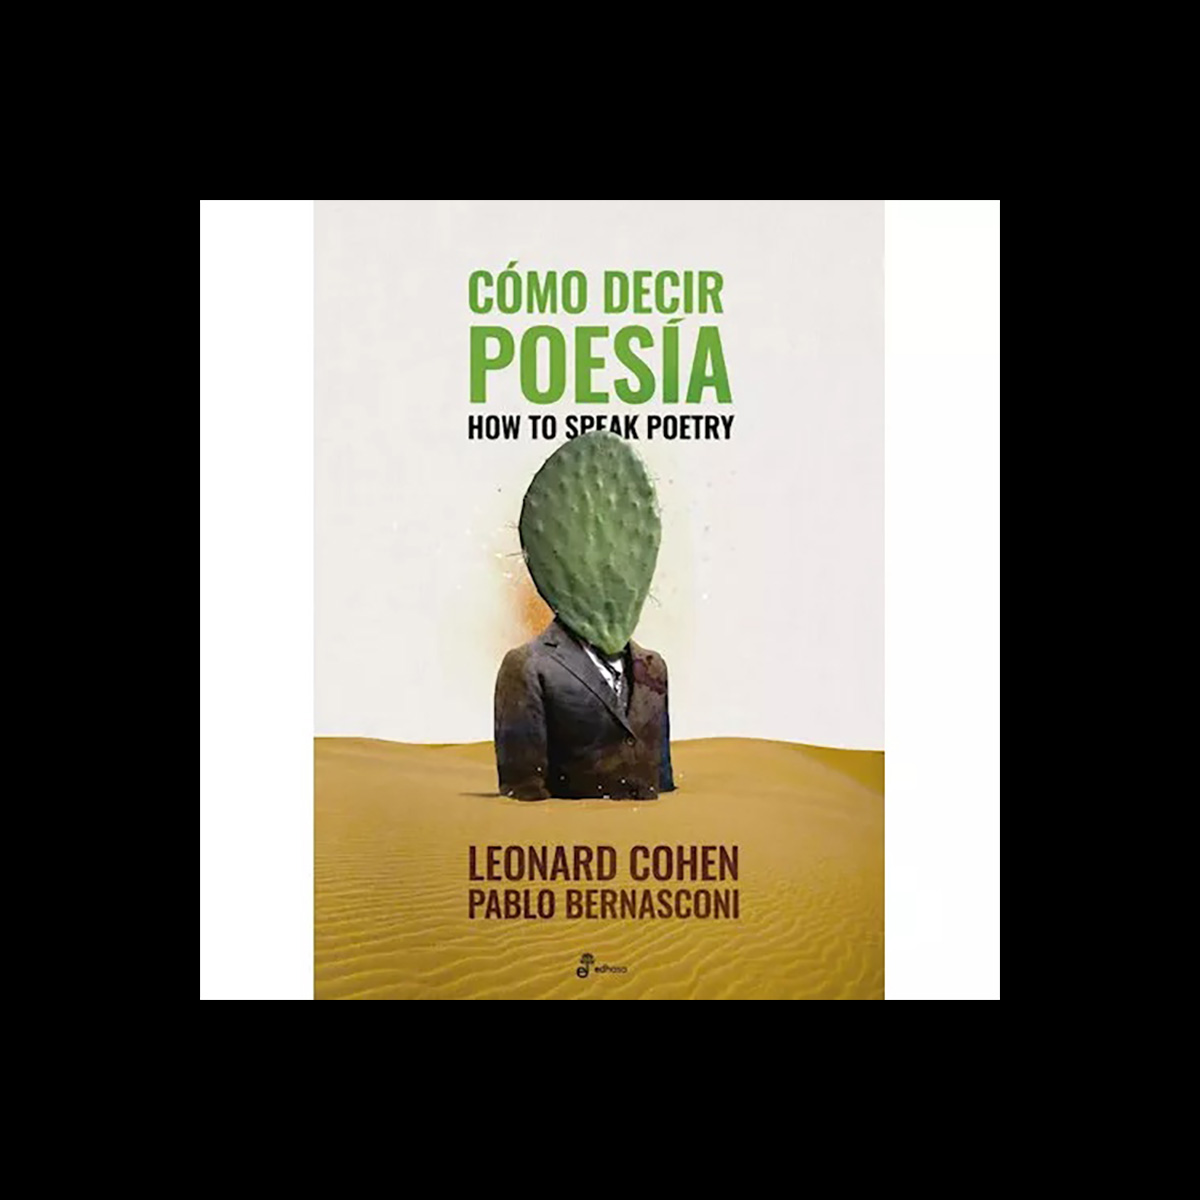 CÓMO DECIR
POESÍA
HOW TO SPEAK POETRY
LEONARD COHEN
PABLO BERNASCONI
edhasa